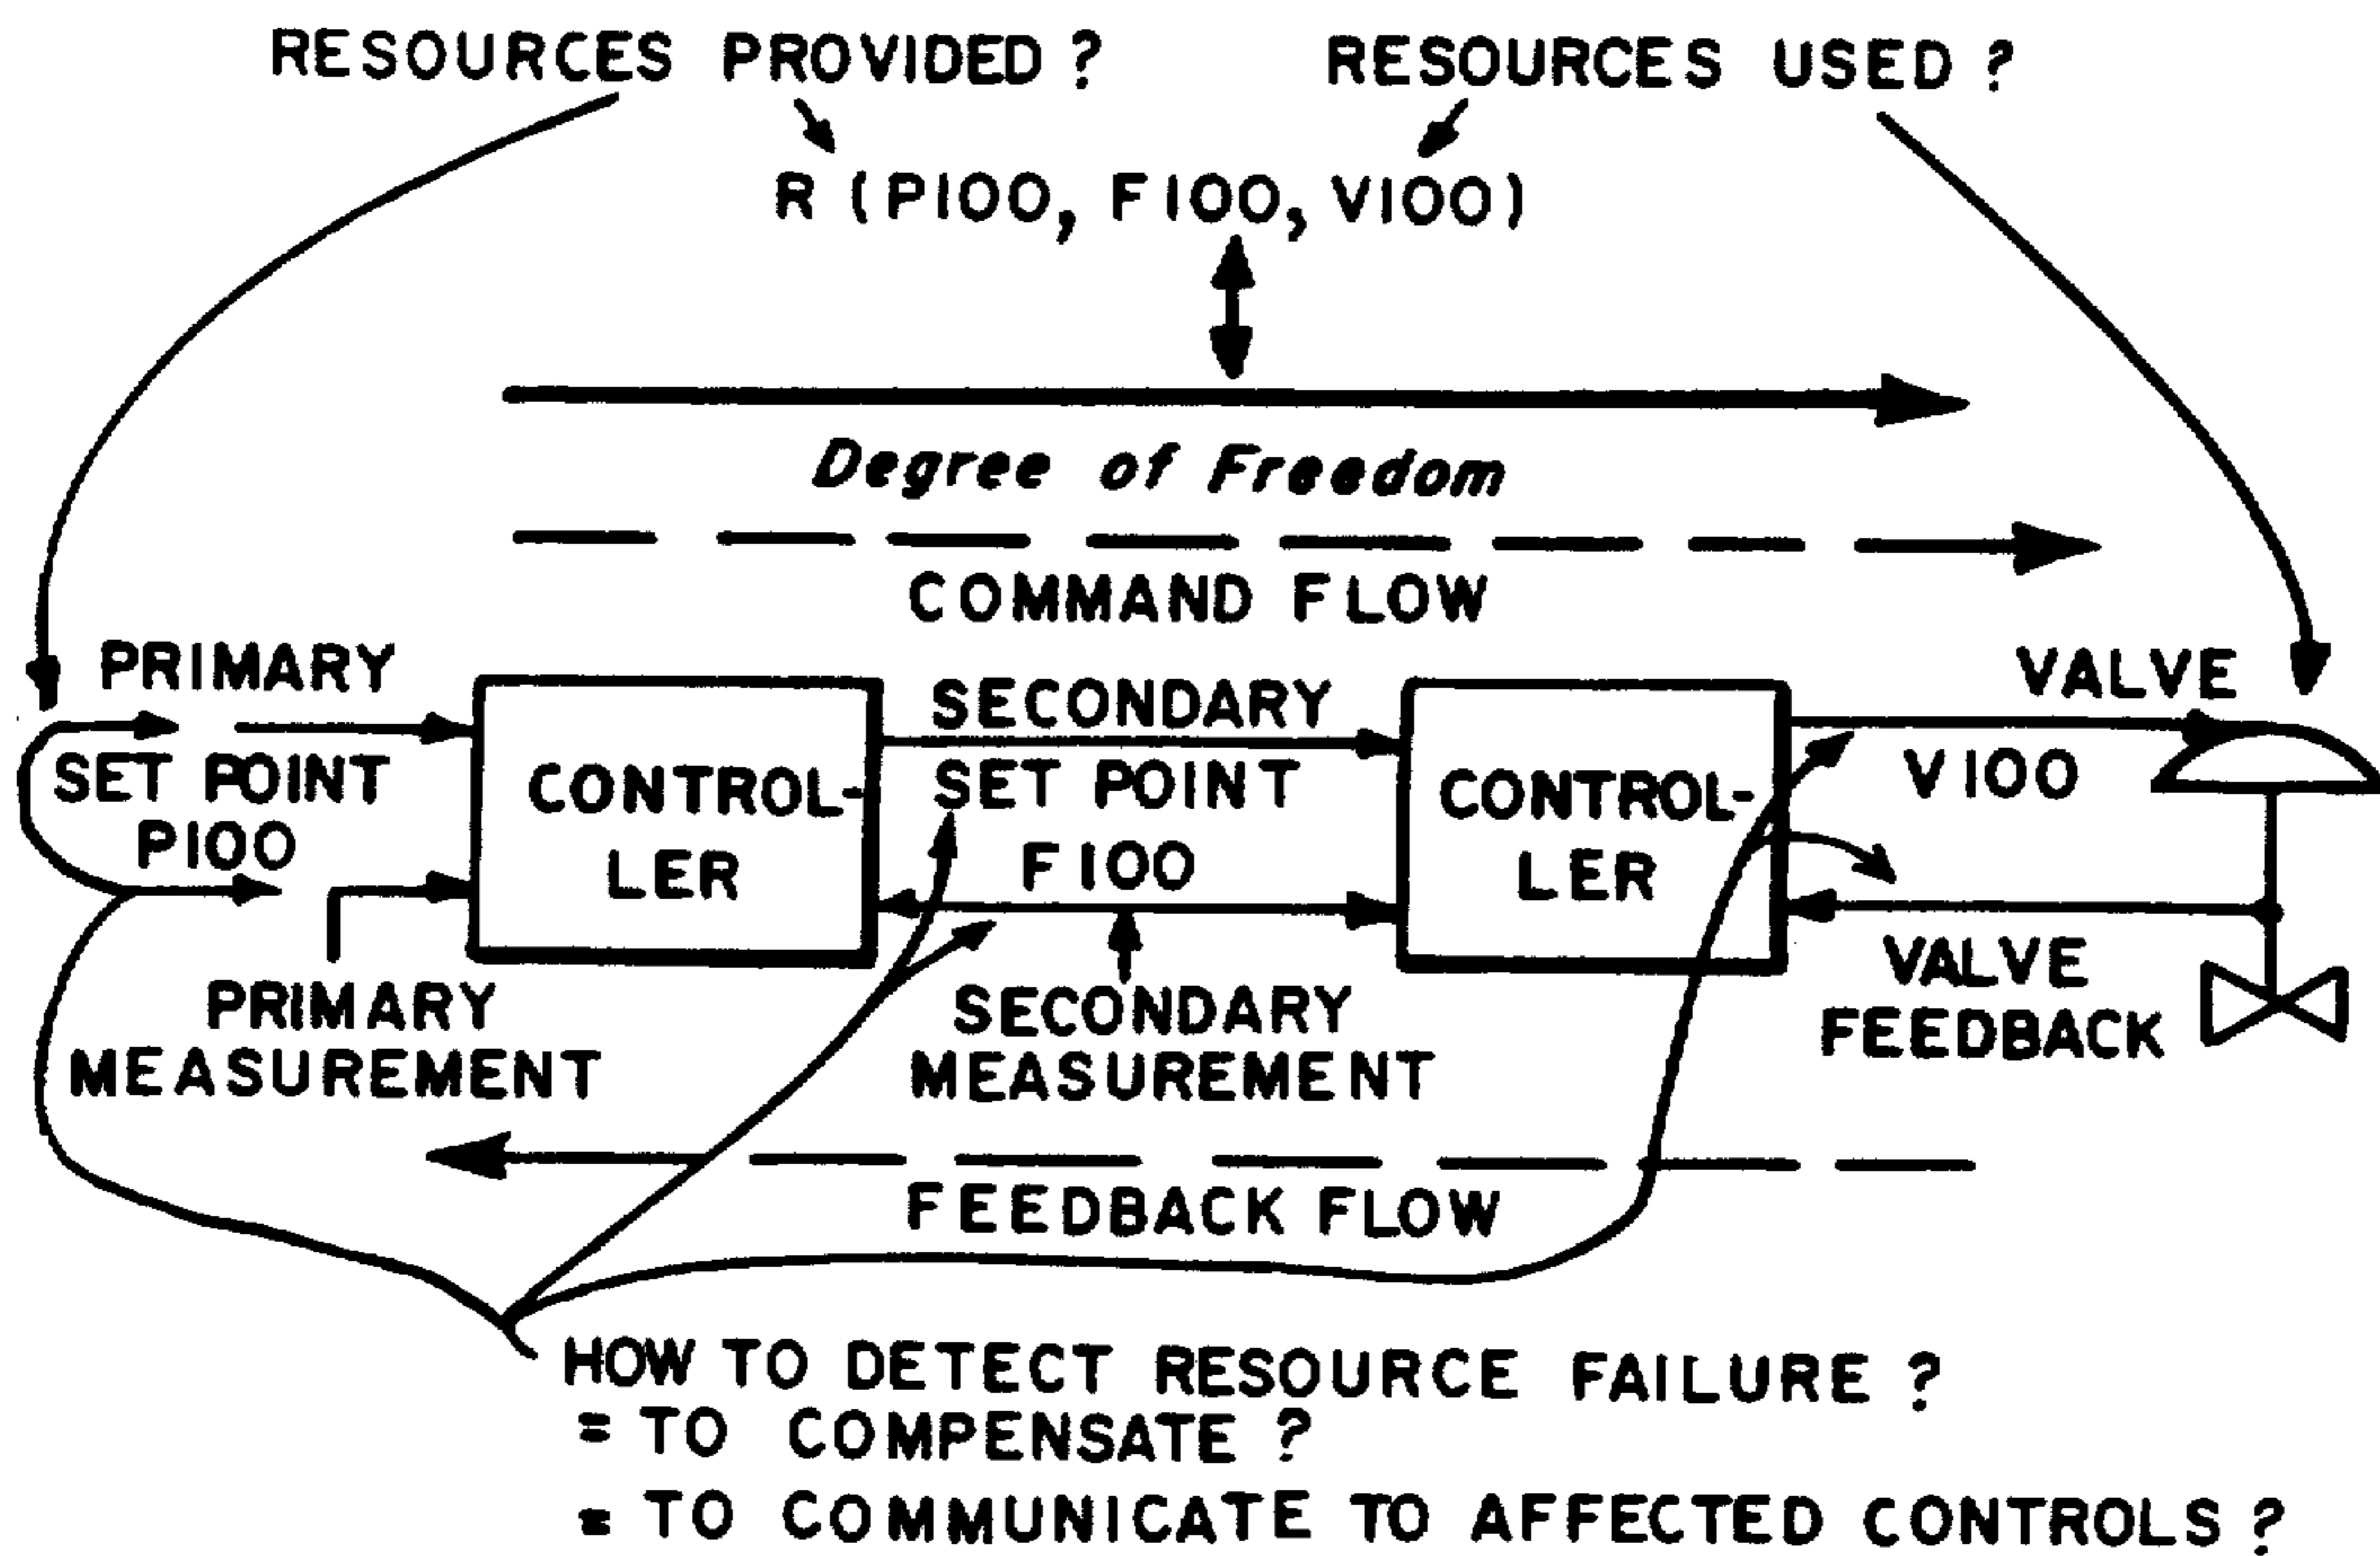 RESOURCES PROVIDED ?
RESOURCES USED ?
R (P100, F100, V100)
Degree of Freedom
COMMAND FLOW
PRIMARY
SET POINT
P100
CONTROL-
LER
SECONDARY
SET POINT
F100
CONTROL-
LER
VALVE
V100
PRIMARY
MEASUREMENT
SECONDARY
MEASUREMENT
VALVE
FEEDBACK
FEEDBACK FLOW
HOW TO DETECT RESOURCE FAILURE ?
= TO COMPENSATE ?
= TO COMMUNICATE TO AFFECTED CONTROLS ?